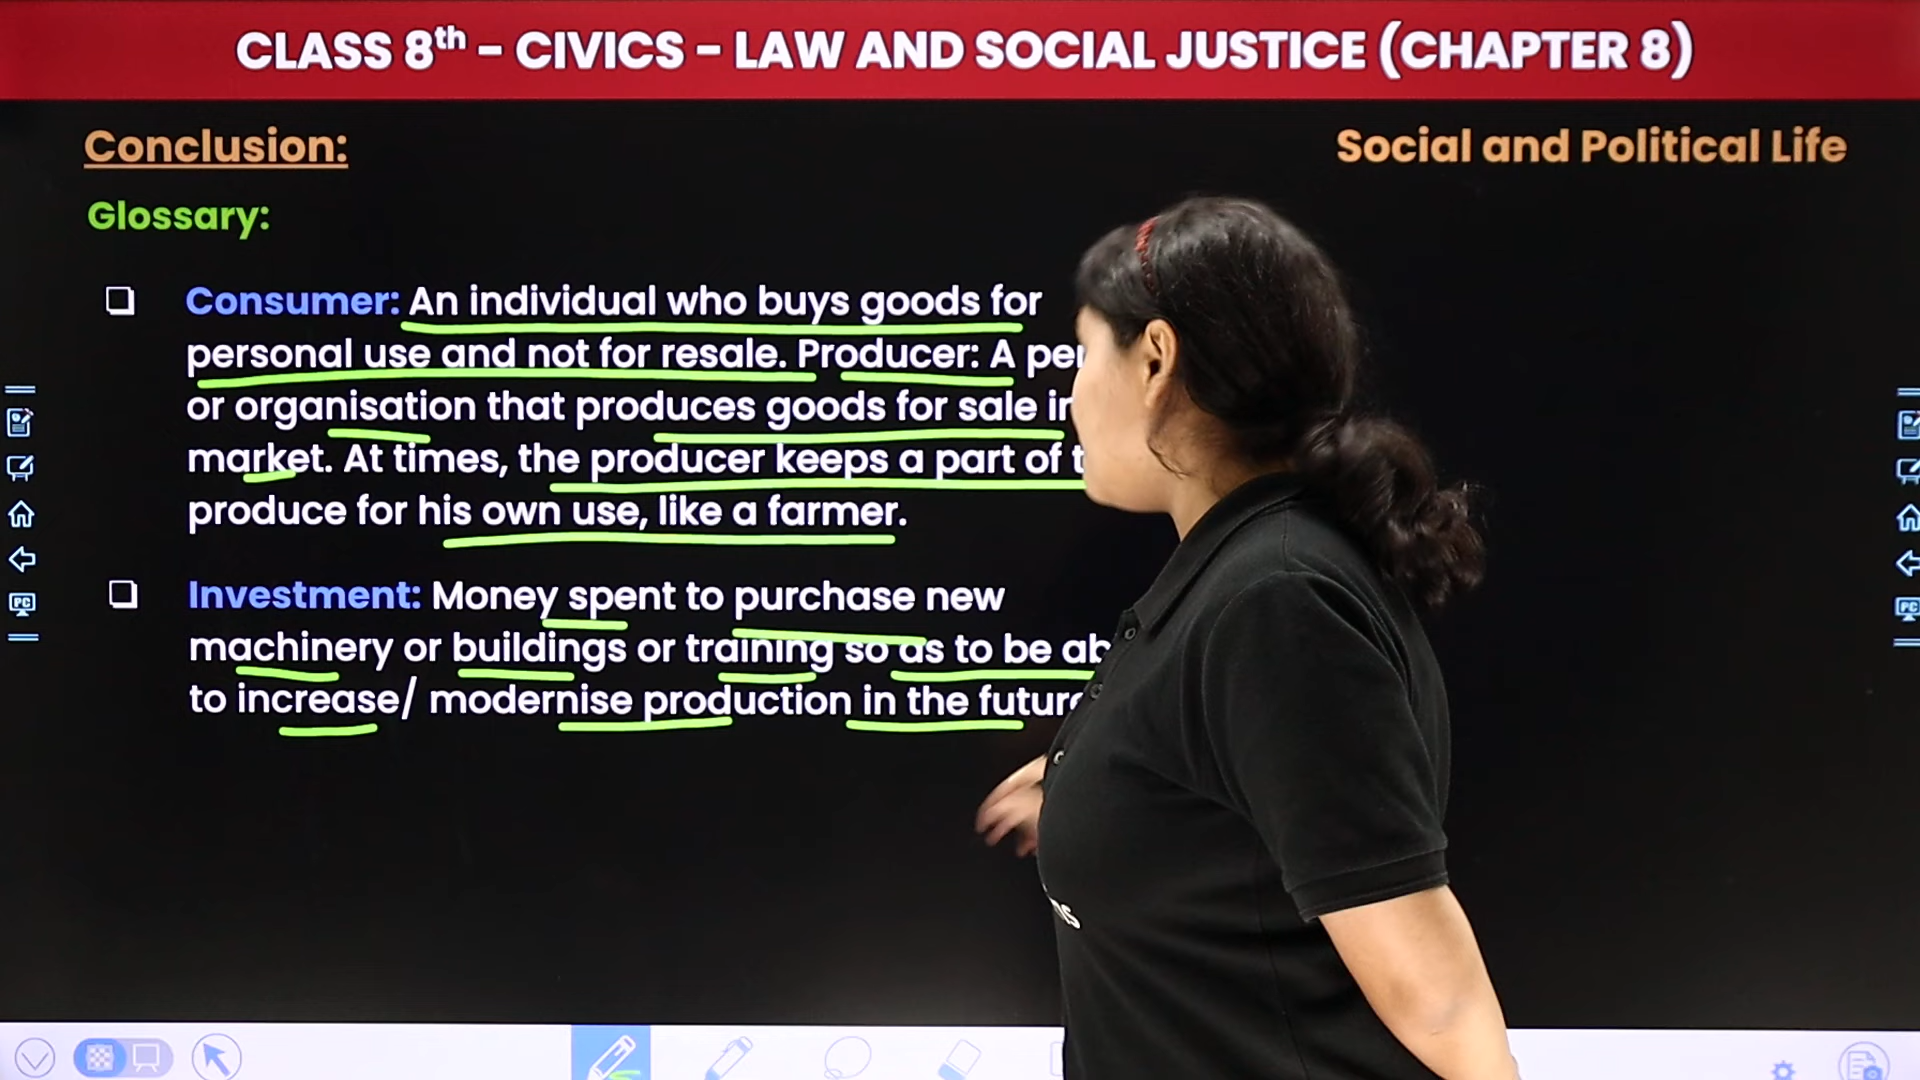 CLASS 8th - CIVICS - LAW AND SOCIAL JUSTICE (CHAPTER 8)
Conclusion:
Social and Political Life
Glossary:
Consumer: An individual who buys goods for
personal use and not for resale. Producer: A
or organisation that produces goods for sale
market. At times, the producer keeps a part of
produce for his own use, like a farmer.
Investment: Money spent to purchase new
machinery or buildings or training so as to be
to increase/ modernise production in the future
PC
PC